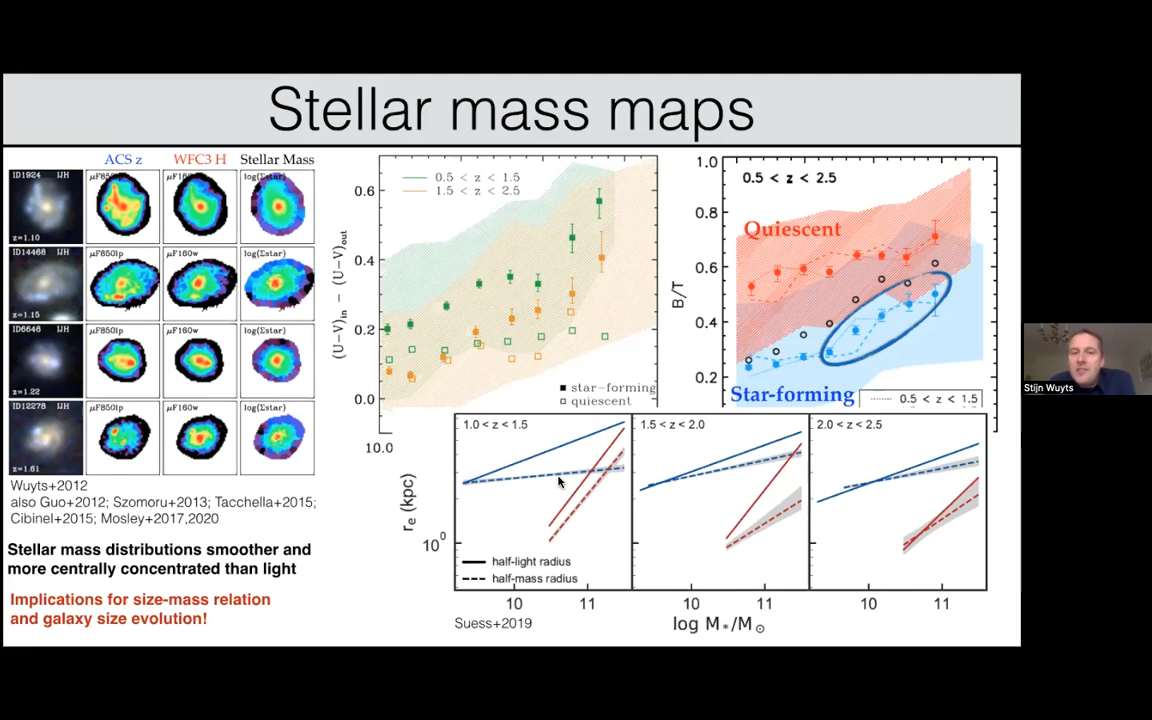 Stellar mass maps
ACS z
WFC3 H
Stellar Mass
ID1924 IJH
μF850lp
log(Σstar)
z=1.10
ID14468 IJH
μF850lp
μF160w
log(Σstar)
z=1.15
ID6646 IJH
μF850lp
μF160w
log(Σstar)
z=1.22
ID12278 IJH
μF850lp
μF160w
log(Σstar)
z=1.61
Wuyts+2012
also Guo+2012; Szomoru+2013; Tacchella+2015;
Cibinel+2015; Mosley+2017,2020
Stellar mass distributions smoother and
more centrally concentrated than light
Implications for size-mass relation
and galaxy size evolution!
(U-V)in - (U-V)out
0.6
0.4
0.2
0.0
10.0
0.5 < z < 1.5
1.5 < z < 2.5
star-forming
quiescent
B/T
1.0
0.8
0.6
0.4
0.2
0.5 < z < 2.5
Quiescent
Star-forming
0.5 < z < 1.5
re (kpc)
10⁰
1.0 < z < 1.5
1.5 < z < 2.0
2.0 < z < 2.5
half-light radius
half-mass radius
10 11 10 11 10 11
Suess+2019
log M*/M⊙
Stijn Wuyts